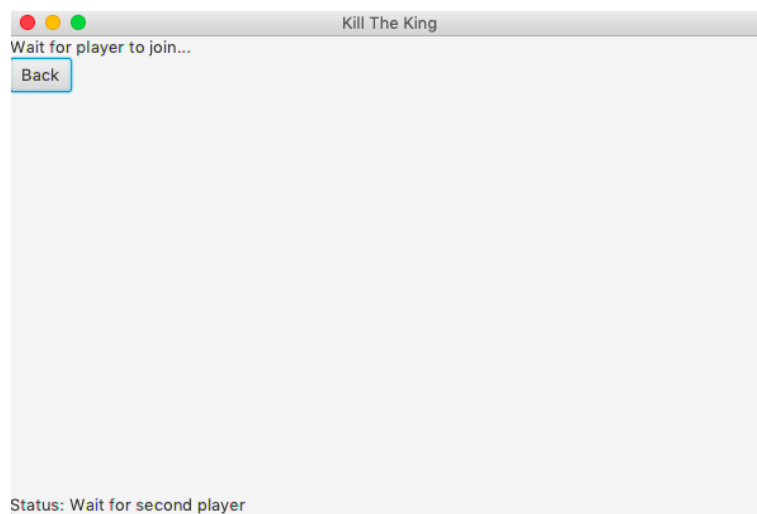 Kill The King
Wait for player to join...
Back
Status: Wait for second player